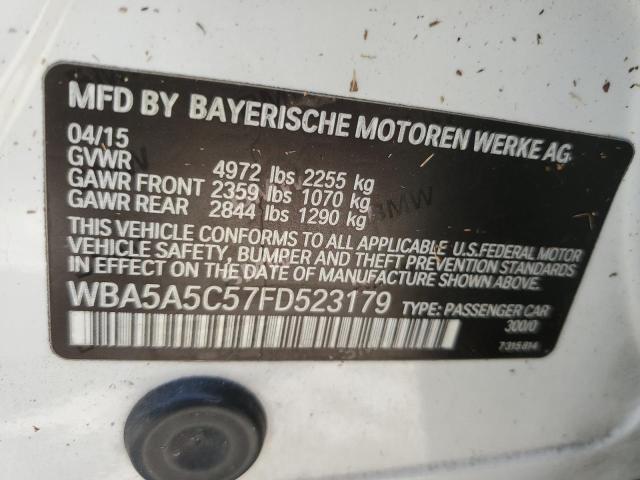 MFD BY BAYERISCHE MOTOREN WERKE AG
04/15
GVWR 4972 lbs 2255 kg
GAWR FRONT 2359 lbs 1070 kg
GAWR REAR 2844 lbs 1290 kg
THIS VEHICLE CONFORMS TO ALL APPLICABLE U.S.FEDERAL MOTOR
VEHICLE SAFETY, BUMPER AND THEFT PREVENTION STANDARDS IN
EFFECT ON THE DATE OF MANUFACTURE SHOWN ABOVE.
WBA5A5C57FD523179 TYPE: PASSENGER CAR
300/0
7315814
BMW